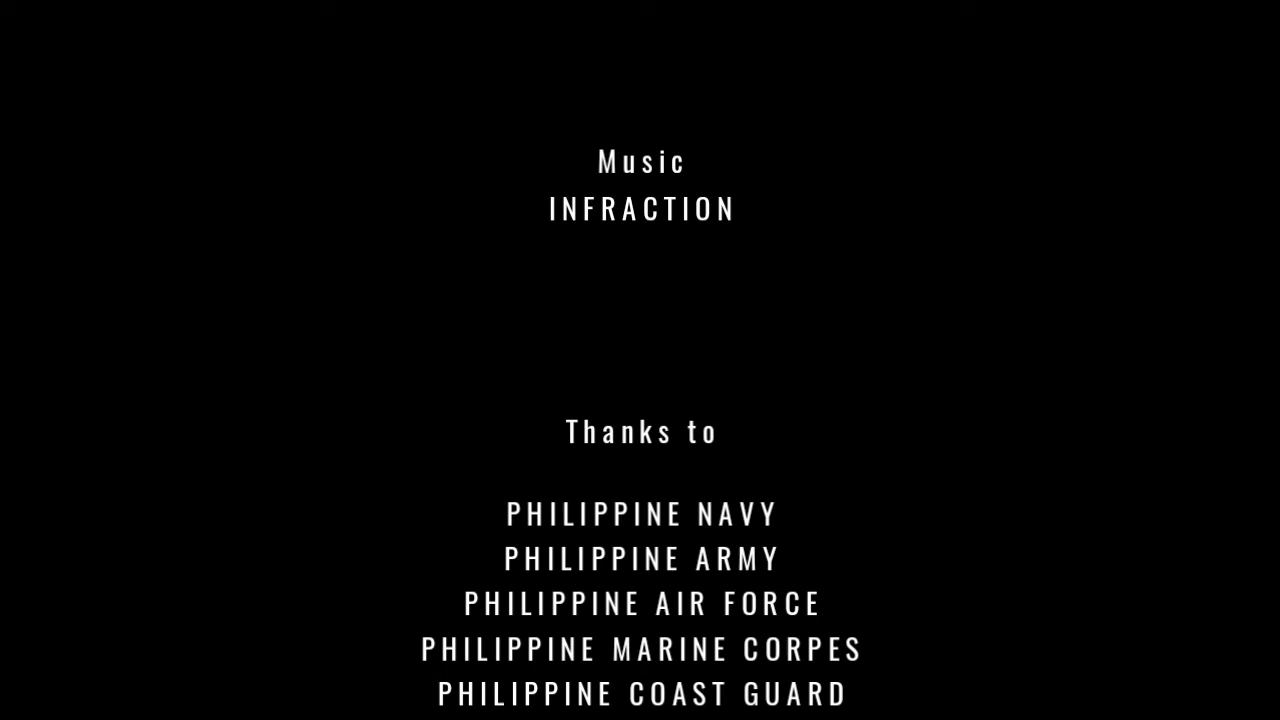 Music
INFRACTION
Thanks to
PHILIPPINE NAVY
PHILIPPINE ARMY
PHILIPPINE AIR FORCE
PHILIPPINE MARINE CORPES
PHILIPPINE COAST GUARD